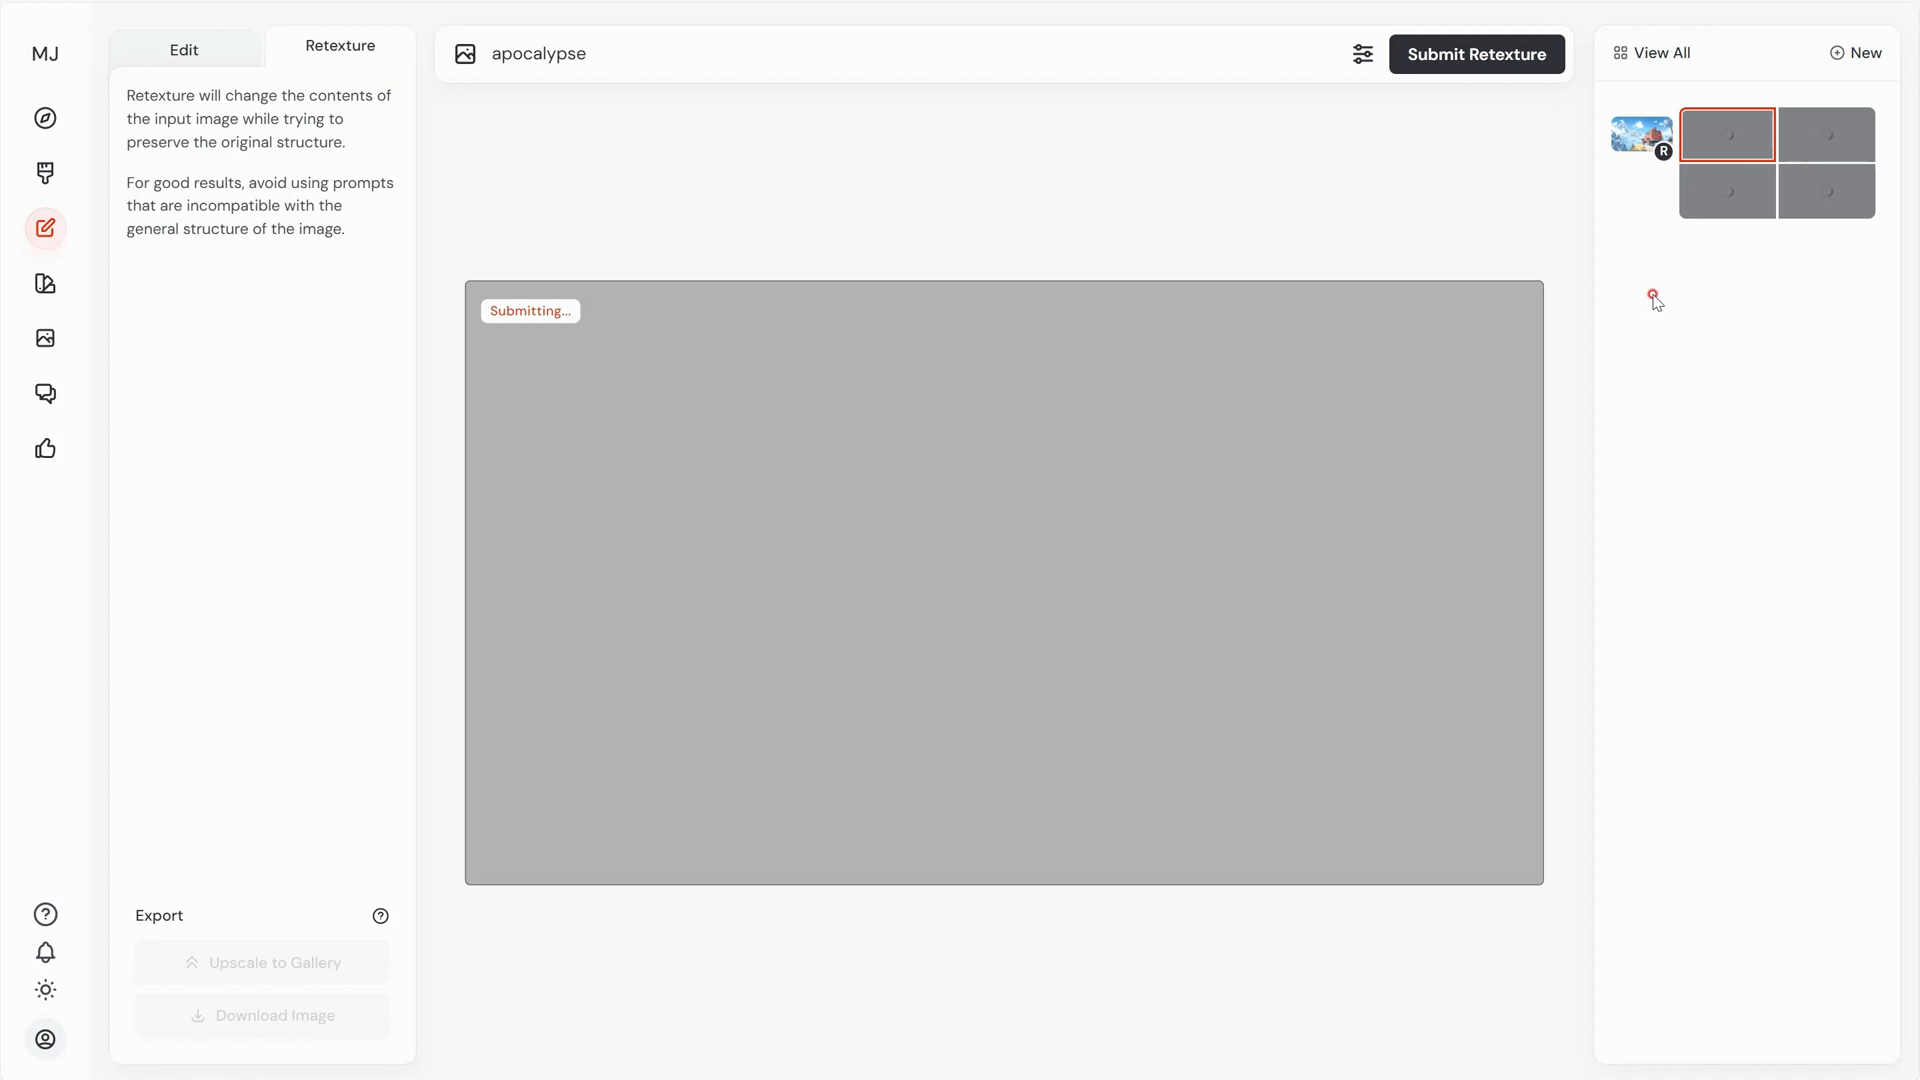 MJ
Edit
Retexture
Retexture will change the contents of
the input image while trying to
preserve the original structure.
For good results, avoid using prompts
that are incompatible with the
general structure of the image.
Export
Upscale to Gallery
Download Image
apocalypse
Submit Retexture
Submitting...
View All
New
R